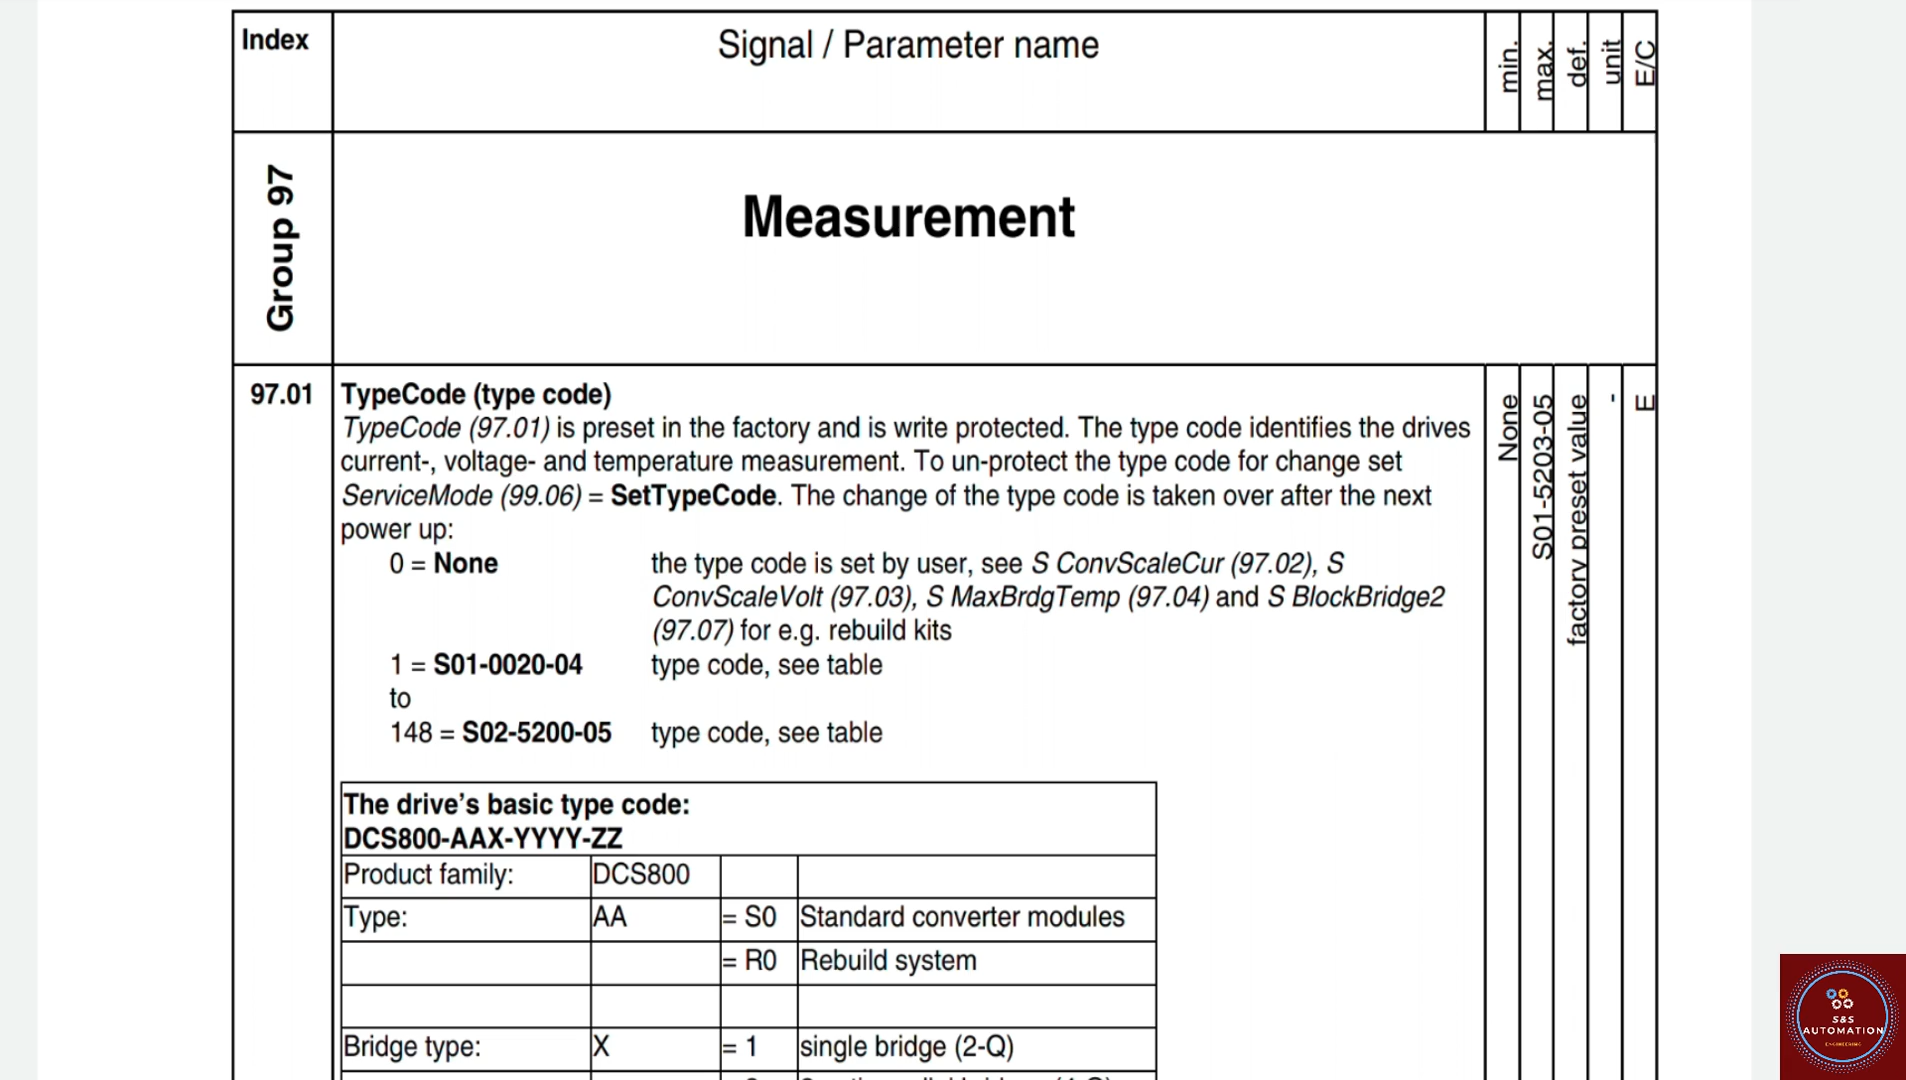 Index
Signal / Parameter name
min.
max.
def.
unit
E/C
Group 97
Measurement
97.01
TypeCode (type code)
TypeCode (97.01) is preset in the factory and is write protected. The type code identifies the drives
current-, voltage- and temperature measurement. To un-protect the type code for change set
ServiceMode (99.06) = SetTypeCode. The change of the type code is taken over after the next
power up:
0 = None the type code is set by user, see S ConvScaleCur (97.02), S
ConvScaleVolt (97.03), S MaxBrdgTemp (97.04) and S BlockBridge2
(97.07) for e.g. rebuild kits
1 = S01-0020-04 type code, see table
to
148 = S02-5200-05 type code, see table
None
S01-5203-05
factory preset value
-
E
The drive's basic type code:
DCS800-AAX-YYYY-ZZ
Product family: DCS800
Type: AA = S0 Standard converter modules
= R0 Rebuild system
Bridge type: X = 1 single bridge (2-Q)
S&S
AUTOMATION
ENGINEERING